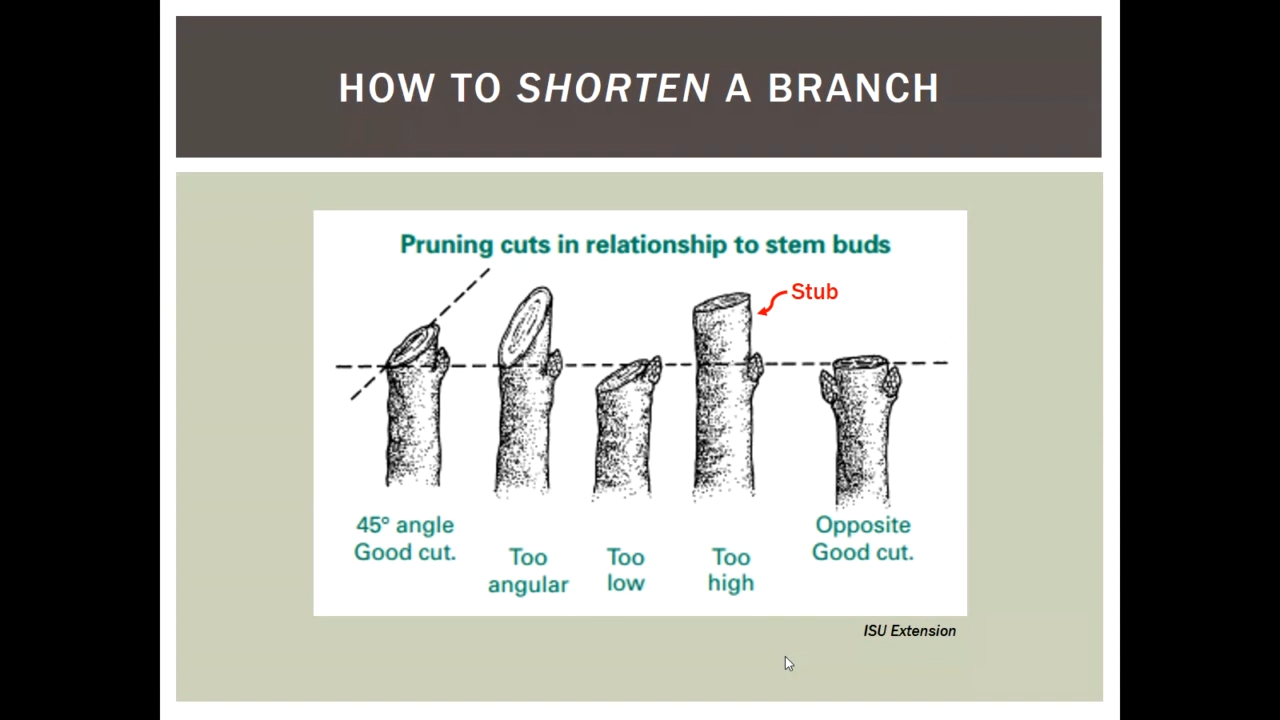 HOW TO SHORTEN A BRANCH
Pruning cuts in relationship to stem buds
Stub
45° angle
Good cut.
Too
angular
Too
low
Too
high
Opposite
Good cut.
ISU Extension